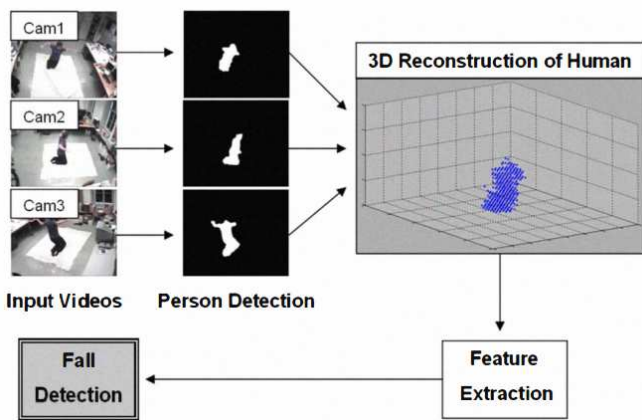 Cam1
Cam2
Cam3
3D Reconstruction of Human
Input Videos
Person Detection
Feature
Extraction
Fall
Detection